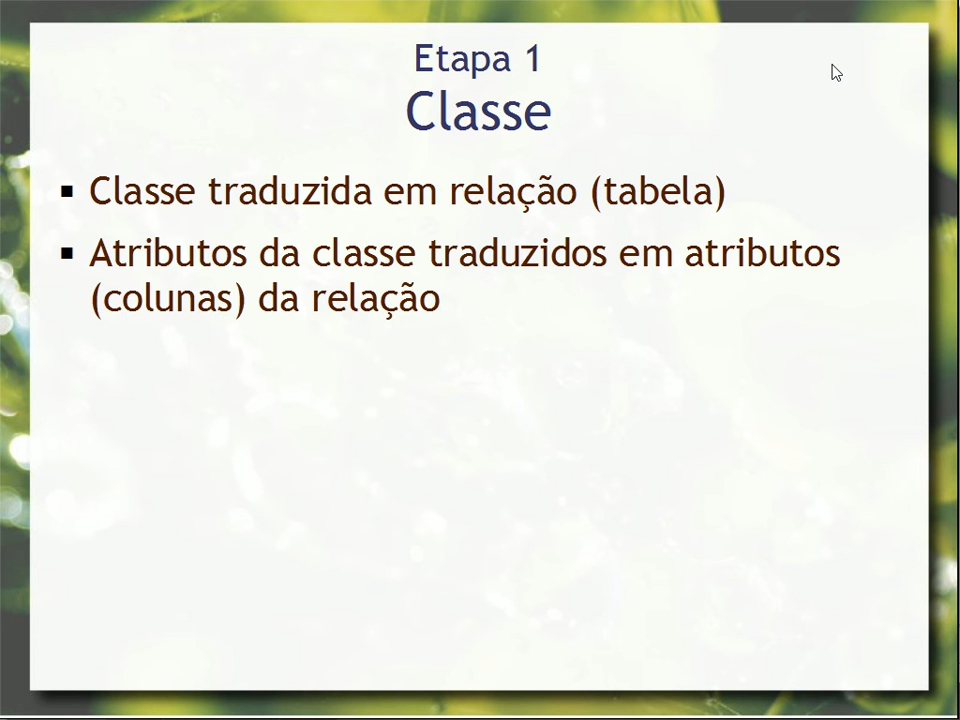 Etapa 1
Classe
▪ Classe traduzida em relação (tabela)
▪ Atributos da classe traduzidos em atributos
(colunas) da relação